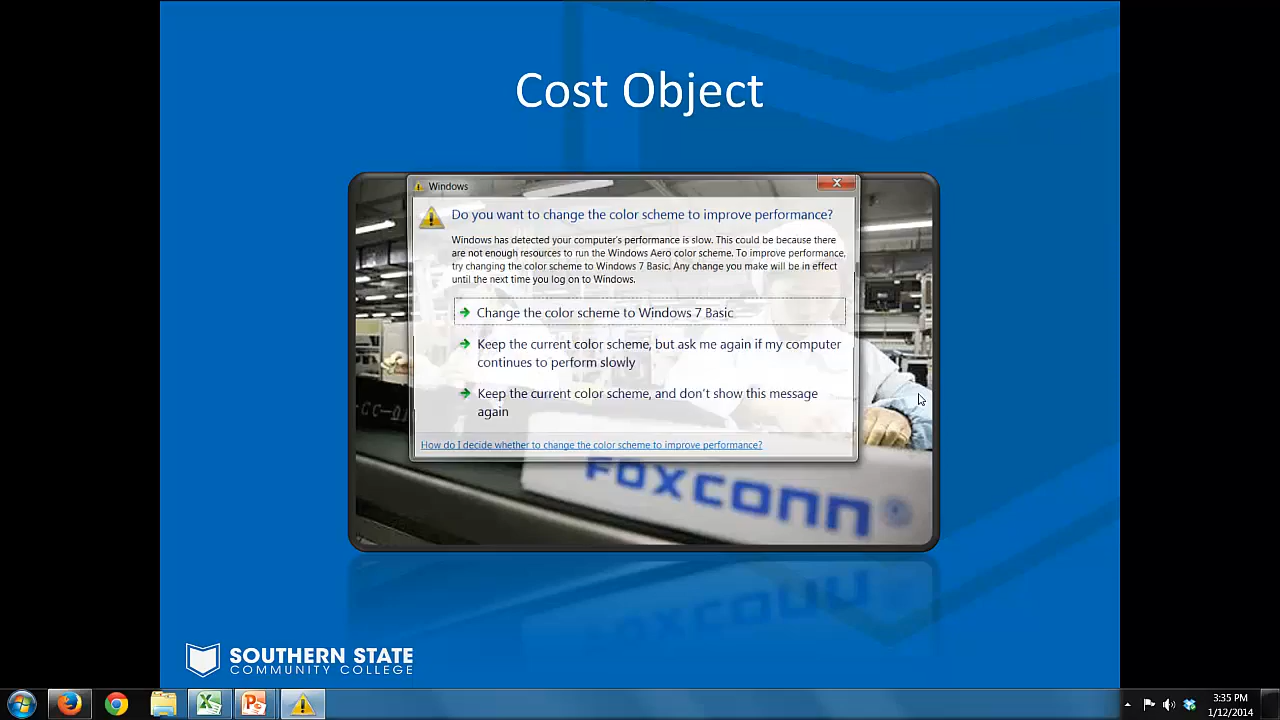 Cost Object
Windows
Do you want to change the color scheme to improve performance?
Windows has detected your computer's performance is slow. This could be because there
are not enough resources to run the Windows Aero color scheme. To improve performance,
try changing the color scheme to Windows 7 Basic. Any change you make will be in effect
until the next time you log on to Windows.
Change the color scheme to Windows 7 Basic
Keep the current color scheme, but ask me again if my computer
continues to perform slowly
Keep the current color scheme, and don't show this message
again
How do I decide whether to change the color scheme to improve performance?
FOXCONN®
SOUTHERN STATE
COMMUNITY COLLEGE
3:35 PM
1/12/2014